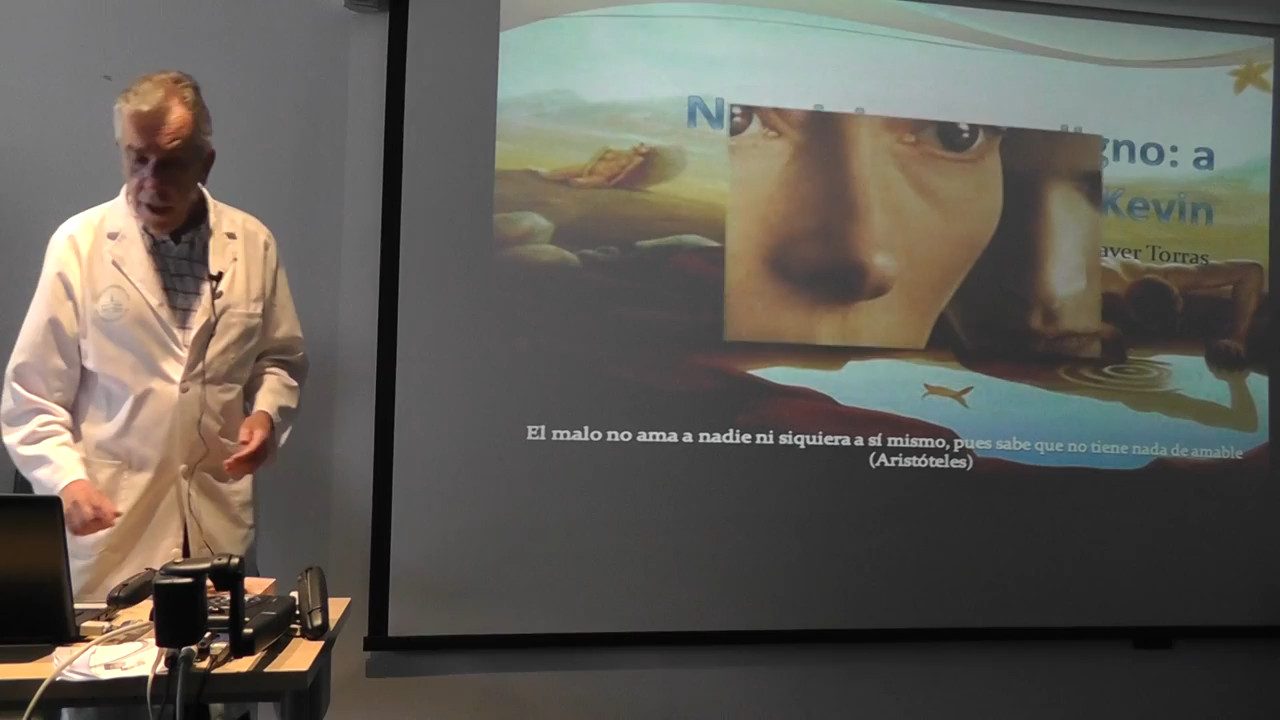 gno: a
Kevin
aver Torras
El malo no ama a nadie ni siquiera a sí mismo, pues sabe que no tiene nada de amable
(Aristóteles)